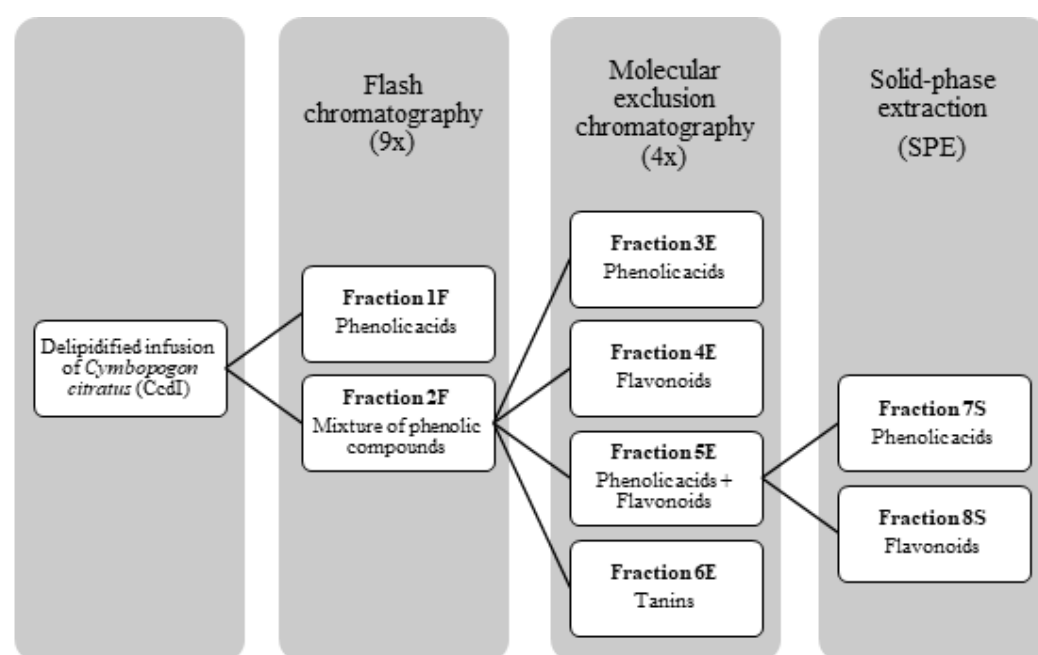 Flash
chromatography
(9x)
Molecular
exclusion
chromatography
(4x)
Solid-phase
extraction
(SPE)
Delipidified infusion
of Cymbopogon
citratus (CcdI)
Fraction 1F
Phenolic acids
Fraction 2F
Mixture of phenolic
compounds
Fraction 3E
Phenolic acids
Fraction 4E
Flavonoids
Fraction 5E
Phenolic acids +
Flavonoids
Fraction 6E
Tanins
Fraction 7S
Phenolic acids
Fraction 8S
Flavonoids